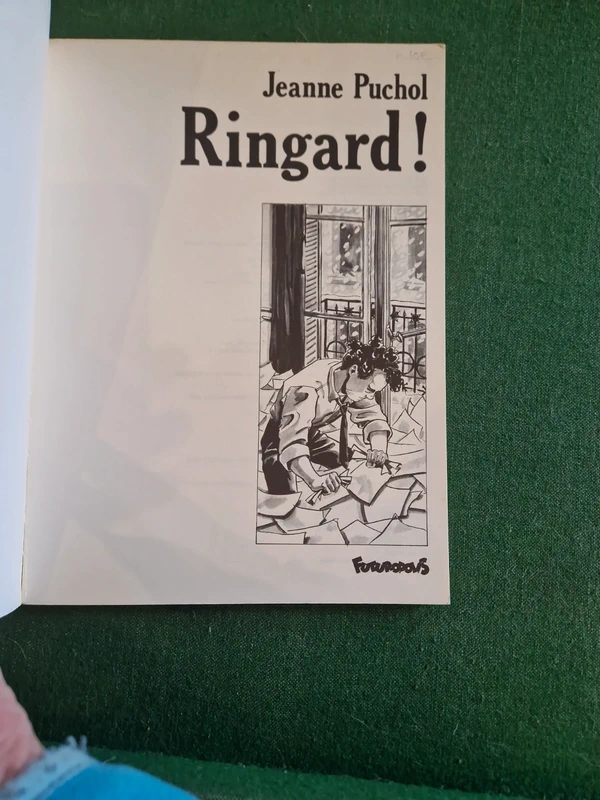 Jeanne Puchol
Ringard !
FUTUROPOLIS